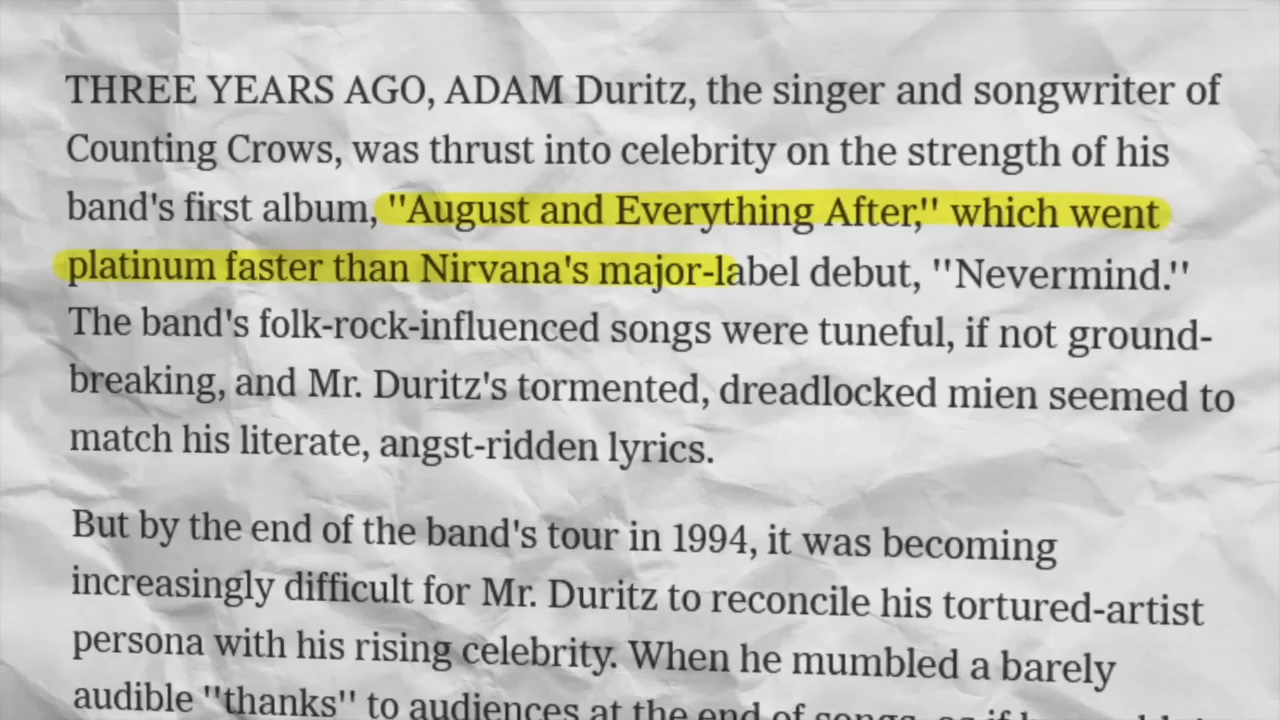 THREE YEARS AGO, ADAM Duritz, the singer and songwriter of
Counting Crows, was thrust into celebrity on the strength of his
band's first album, ''August and Everything After,'' which went
platinum faster than Nirvana's major-label debut, ''Nevermind.''
The band's folk-rock-influenced songs were tuneful, if not ground-
breaking, and Mr. Duritz's tormented, dreadlocked mien seemed to
match his literate, angst-ridden lyrics.
But by the end of the band's tour in 1994, it was becoming
increasingly difficult for Mr. Duritz to reconcile his tortured-artist
persona with his rising celebrity. When he mumbled a barely
audible ''thanks'' to audiences at the end of songs, as if